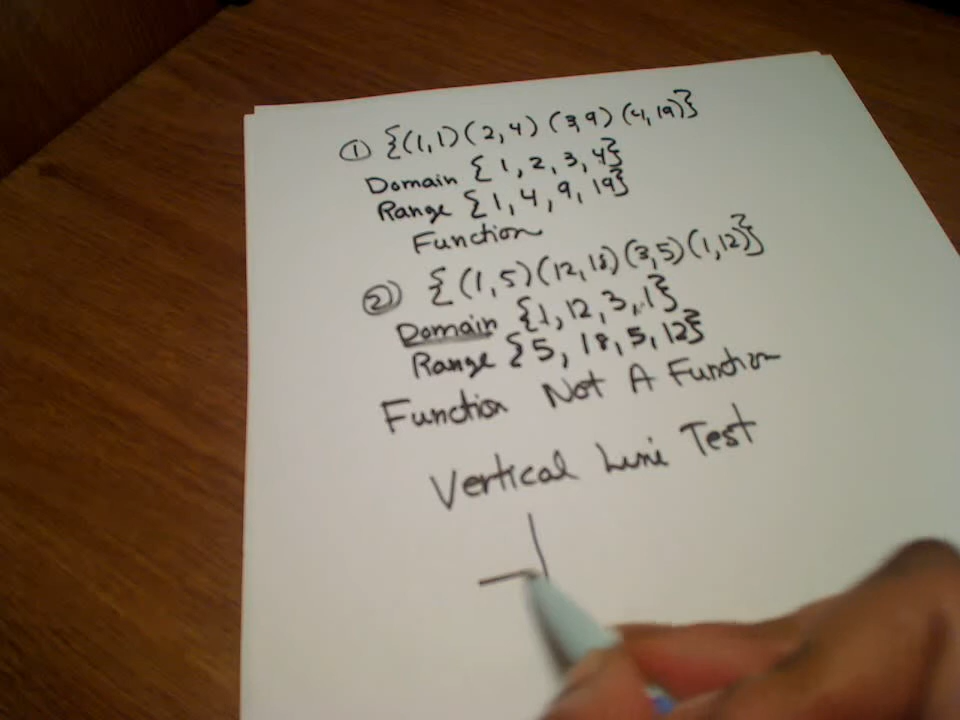 ① {(1,1)(2,4)(3,9)(4,19)}
Domain {1,2,3,4}
Range {1,4,9,19}
Function
② {(1,5)(12,18)(3,5)(1,12)}
Domain {1,12,3,1}
Range {5,18,5,12}
Function Not A Function
Vertical Line Test